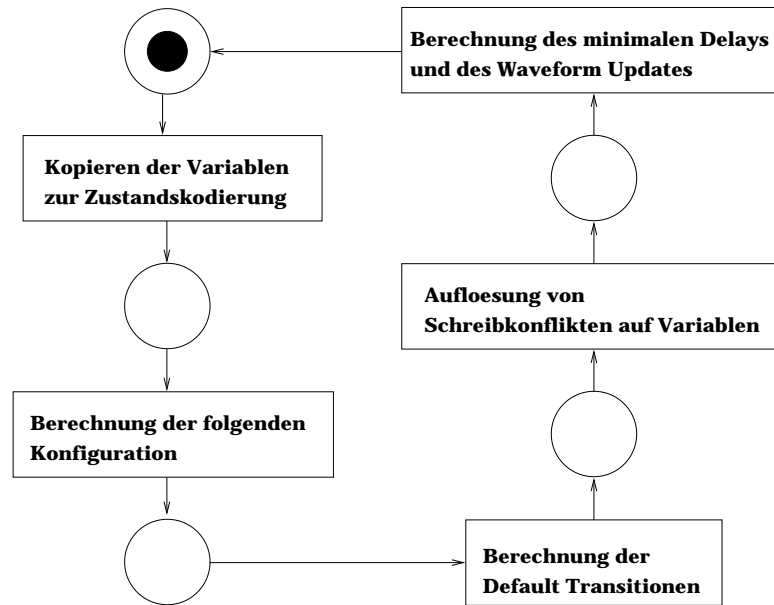 Berechnung des minimalen Delays
und des Waveform Updates
Kopieren der Variablen
zur Zustandskodierung
Aufloesung von
Schreibkonflikten auf Variablen
Berechnung der folgenden
Konfiguration
Berechnung der
Default Transitionen